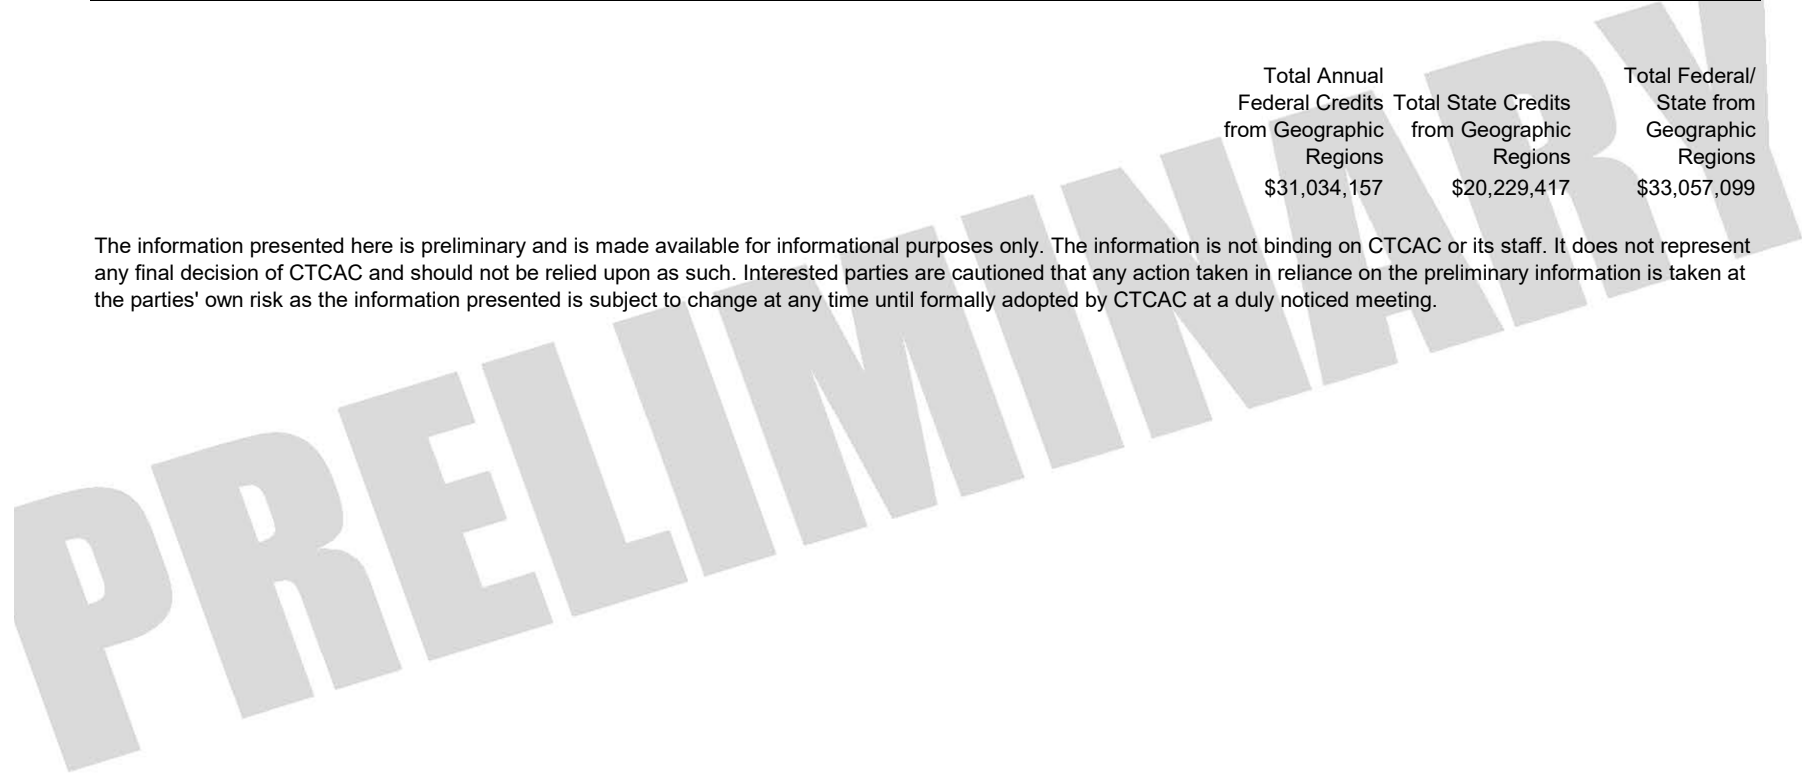 Total Annual Total Federal/
Federal Credits Total State Credits State from
from Geographic from Geographic Geographic
Regions Regions Regions
$31,034,157 $20,229,417 $33,057,099
The information presented here is preliminary and is made available for informational purposes only. The information is not binding on CTCAC or its staff. It does not represent
any final decision of CTCAC and should not be relied upon as such. Interested parties are cautioned that any action taken in reliance on the preliminary information is taken at
the parties' own risk as the information presented is subject to change at any time until formally adopted by CTCAC at a duly noticed meeting.
PRELIMINARY